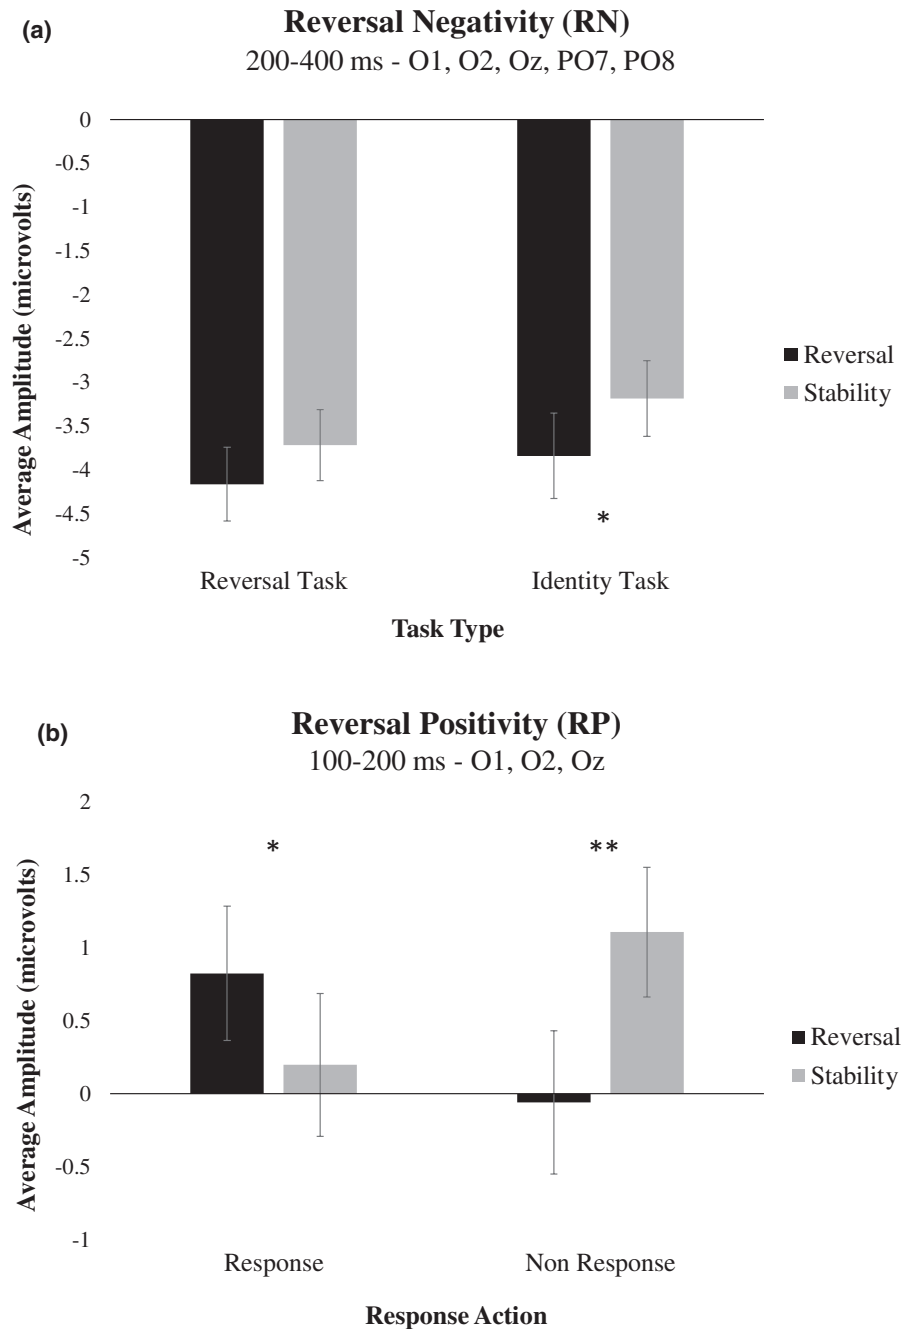 (a)
Reversal Negativity (RN)
200-400 ms - O1, O2, Oz, PO7, PO8
Average Amplitude (microvolts)
0
-0.5
-1
-1.5
-2
-2.5
-3
-3.5
-4
-4.5
-5
*
Reversal Task
Identity Task
Task Type
Reversal
Stability
(b)
Reversal Positivity (RP)
100-200 ms - O1, O2, Oz
Average Amplitude (microvolts)
2
1.5
1
0.5
0
-0.5
-1
*
**
Response
Non Response
Response Action
Reversal
Stability